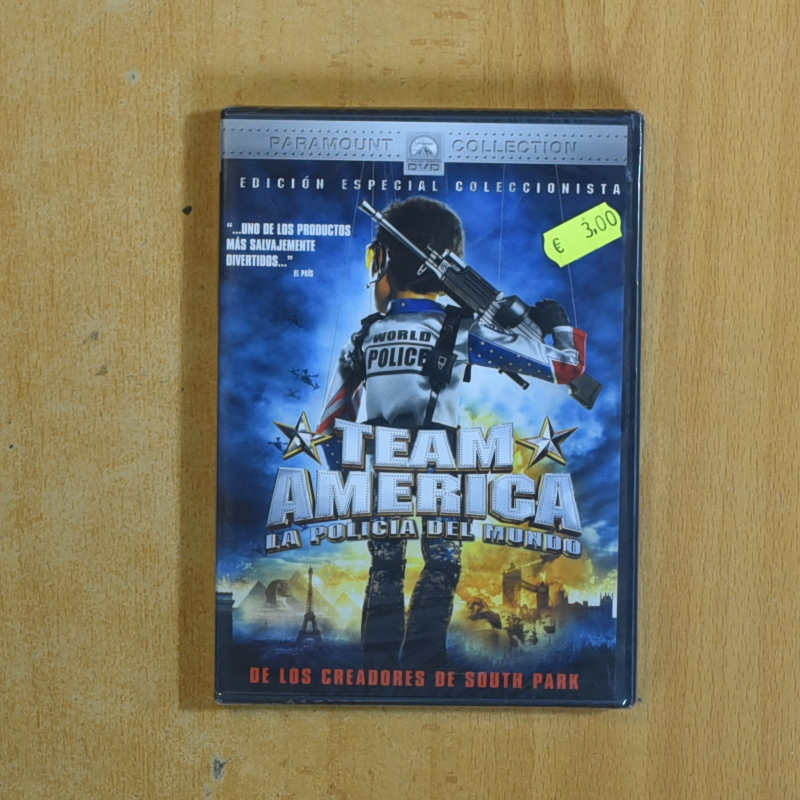 PARAMOUNT DVD COLLECTION
EDICIÓN ESPECIAL COLECCIONISTA
"...UNO DE LOS PRODUCTOS
MÁS SALVAJEMENTE
DIVERTIDOS..."
EL PAÍS
€ 3,00
WORLD
POLICE
TEAM
AMERICA
LA POLICIA DEL MUNDO
DE LOS CREADORES DE SOUTH PARK